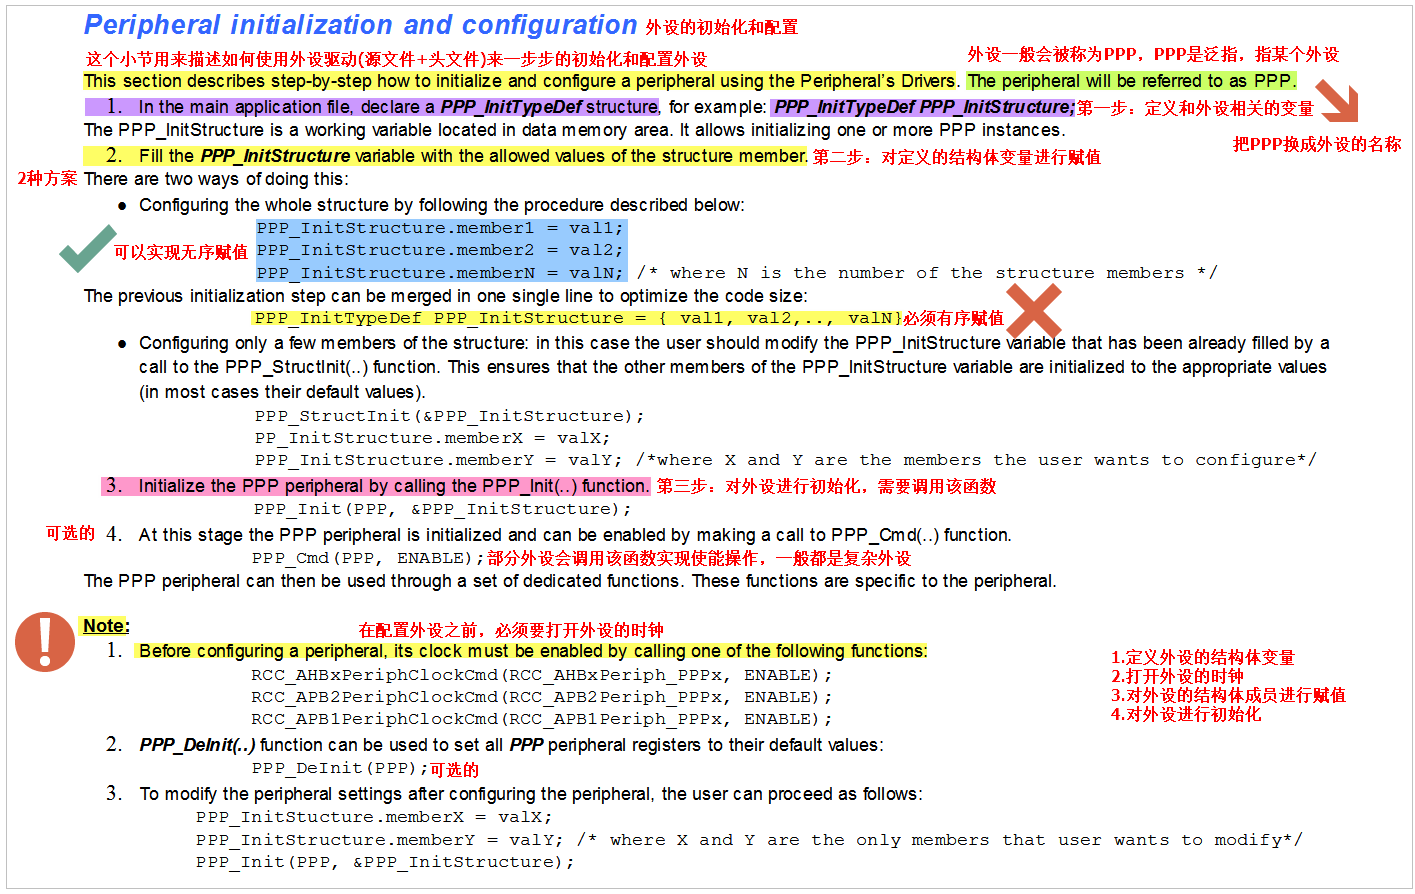 Peripheral initialization and configuration 外设的初始化和配置
这个小节用来描述如何使用外设驱动(源文件+头文件)来一步步的初始化和配置外设
外设一般会被称为PPP，PPP是泛指，指某个外设
This section describes step-by-step how to initialize and configure a peripheral using the Peripheral's Drivers. The peripheral will be referred to as PPP.
1. In the main application file, declare a PPP_InitTypeDef structure, for example: PPP_InitTypeDef PPP_InitStructure;第一步：定义和外设相关的变量
The PPP_InitStructure is a working variable located in data memory area. It allows initializing one or more PPP instances.
把PPP换成外设的名称
2. Fill the PPP_InitStructure variable with the allowed values of the structure member. 第二步：对定义的结构体变量进行赋值
2种方案 There are two ways of doing this:
● Configuring the whole structure by following the procedure described below:
PPP_InitStructure.member1 = val1;
可以实现无序赋值 PPP_InitStructure.member2 = val2;
PPP_InitStructure.memberN = valN; /* where N is the number of the structure members */
The previous initialization step can be merged in one single line to optimize the code size:
PPP_InitTypeDef PPP_InitStructure = { val1, val2,.., valN}必须有序赋值
● Configuring only a few members of the structure: in this case the user should modify the PPP_InitStructure variable that has been already filled by a
call to the PPP_StructInit(..) function. This ensures that the other members of the PPP_InitStructure variable are initialized to the appropriate values
(in most cases their default values).
PPP_StructInit(&PPP_InitStructure);
PP_InitStructure.memberX = valX;
PPP_InitStructure.memberY = valY; /*where X and Y are the members the user wants to configure*/
3. Initialize the PPP peripheral by calling the PPP_Init(..) function. 第三步：对外设进行初始化，需要调用该函数
PPP_Init(PPP, &PPP_InitStructure);
可选的 4. At this stage the PPP peripheral is initialized and can be enabled by making a call to PPP_Cmd(..) function.
PPP_Cmd(PPP, ENABLE);部分外设会调用该函数实现使能操作，一般都是复杂外设
The PPP peripheral can then be used through a set of dedicated functions. These functions are specific to the peripheral.
Note:
在配置外设之前，必须要打开外设的时钟
1. Before configuring a peripheral, its clock must be enabled by calling one of the following functions:
RCC_AHBxPeriphClockCmd(RCC_AHBxPeriph_PPPx, ENABLE);
RCC_APB2PeriphClockCmd(RCC_APB2Periph_PPPx, ENABLE);
RCC_APB1PeriphClockCmd(RCC_APB1Periph_PPPx, ENABLE);
1.定义外设的结构体变量
2.打开外设的时钟
3.对外设的结构体成员进行赋值
4.对外设进行初始化
2. PPP_DeInit(..) function can be used to set all PPP peripheral registers to their default values:
PPP_DeInit(PPP);可选的
3. To modify the peripheral settings after configuring the peripheral, the user can proceed as follows:
PPP_InitStucture.memberX = valX;
PPP_InitStructure.memberY = valY; /* where X and Y are the only members that user wants to modify*/
PPP_Init(PPP, &PPP_InitStructure);